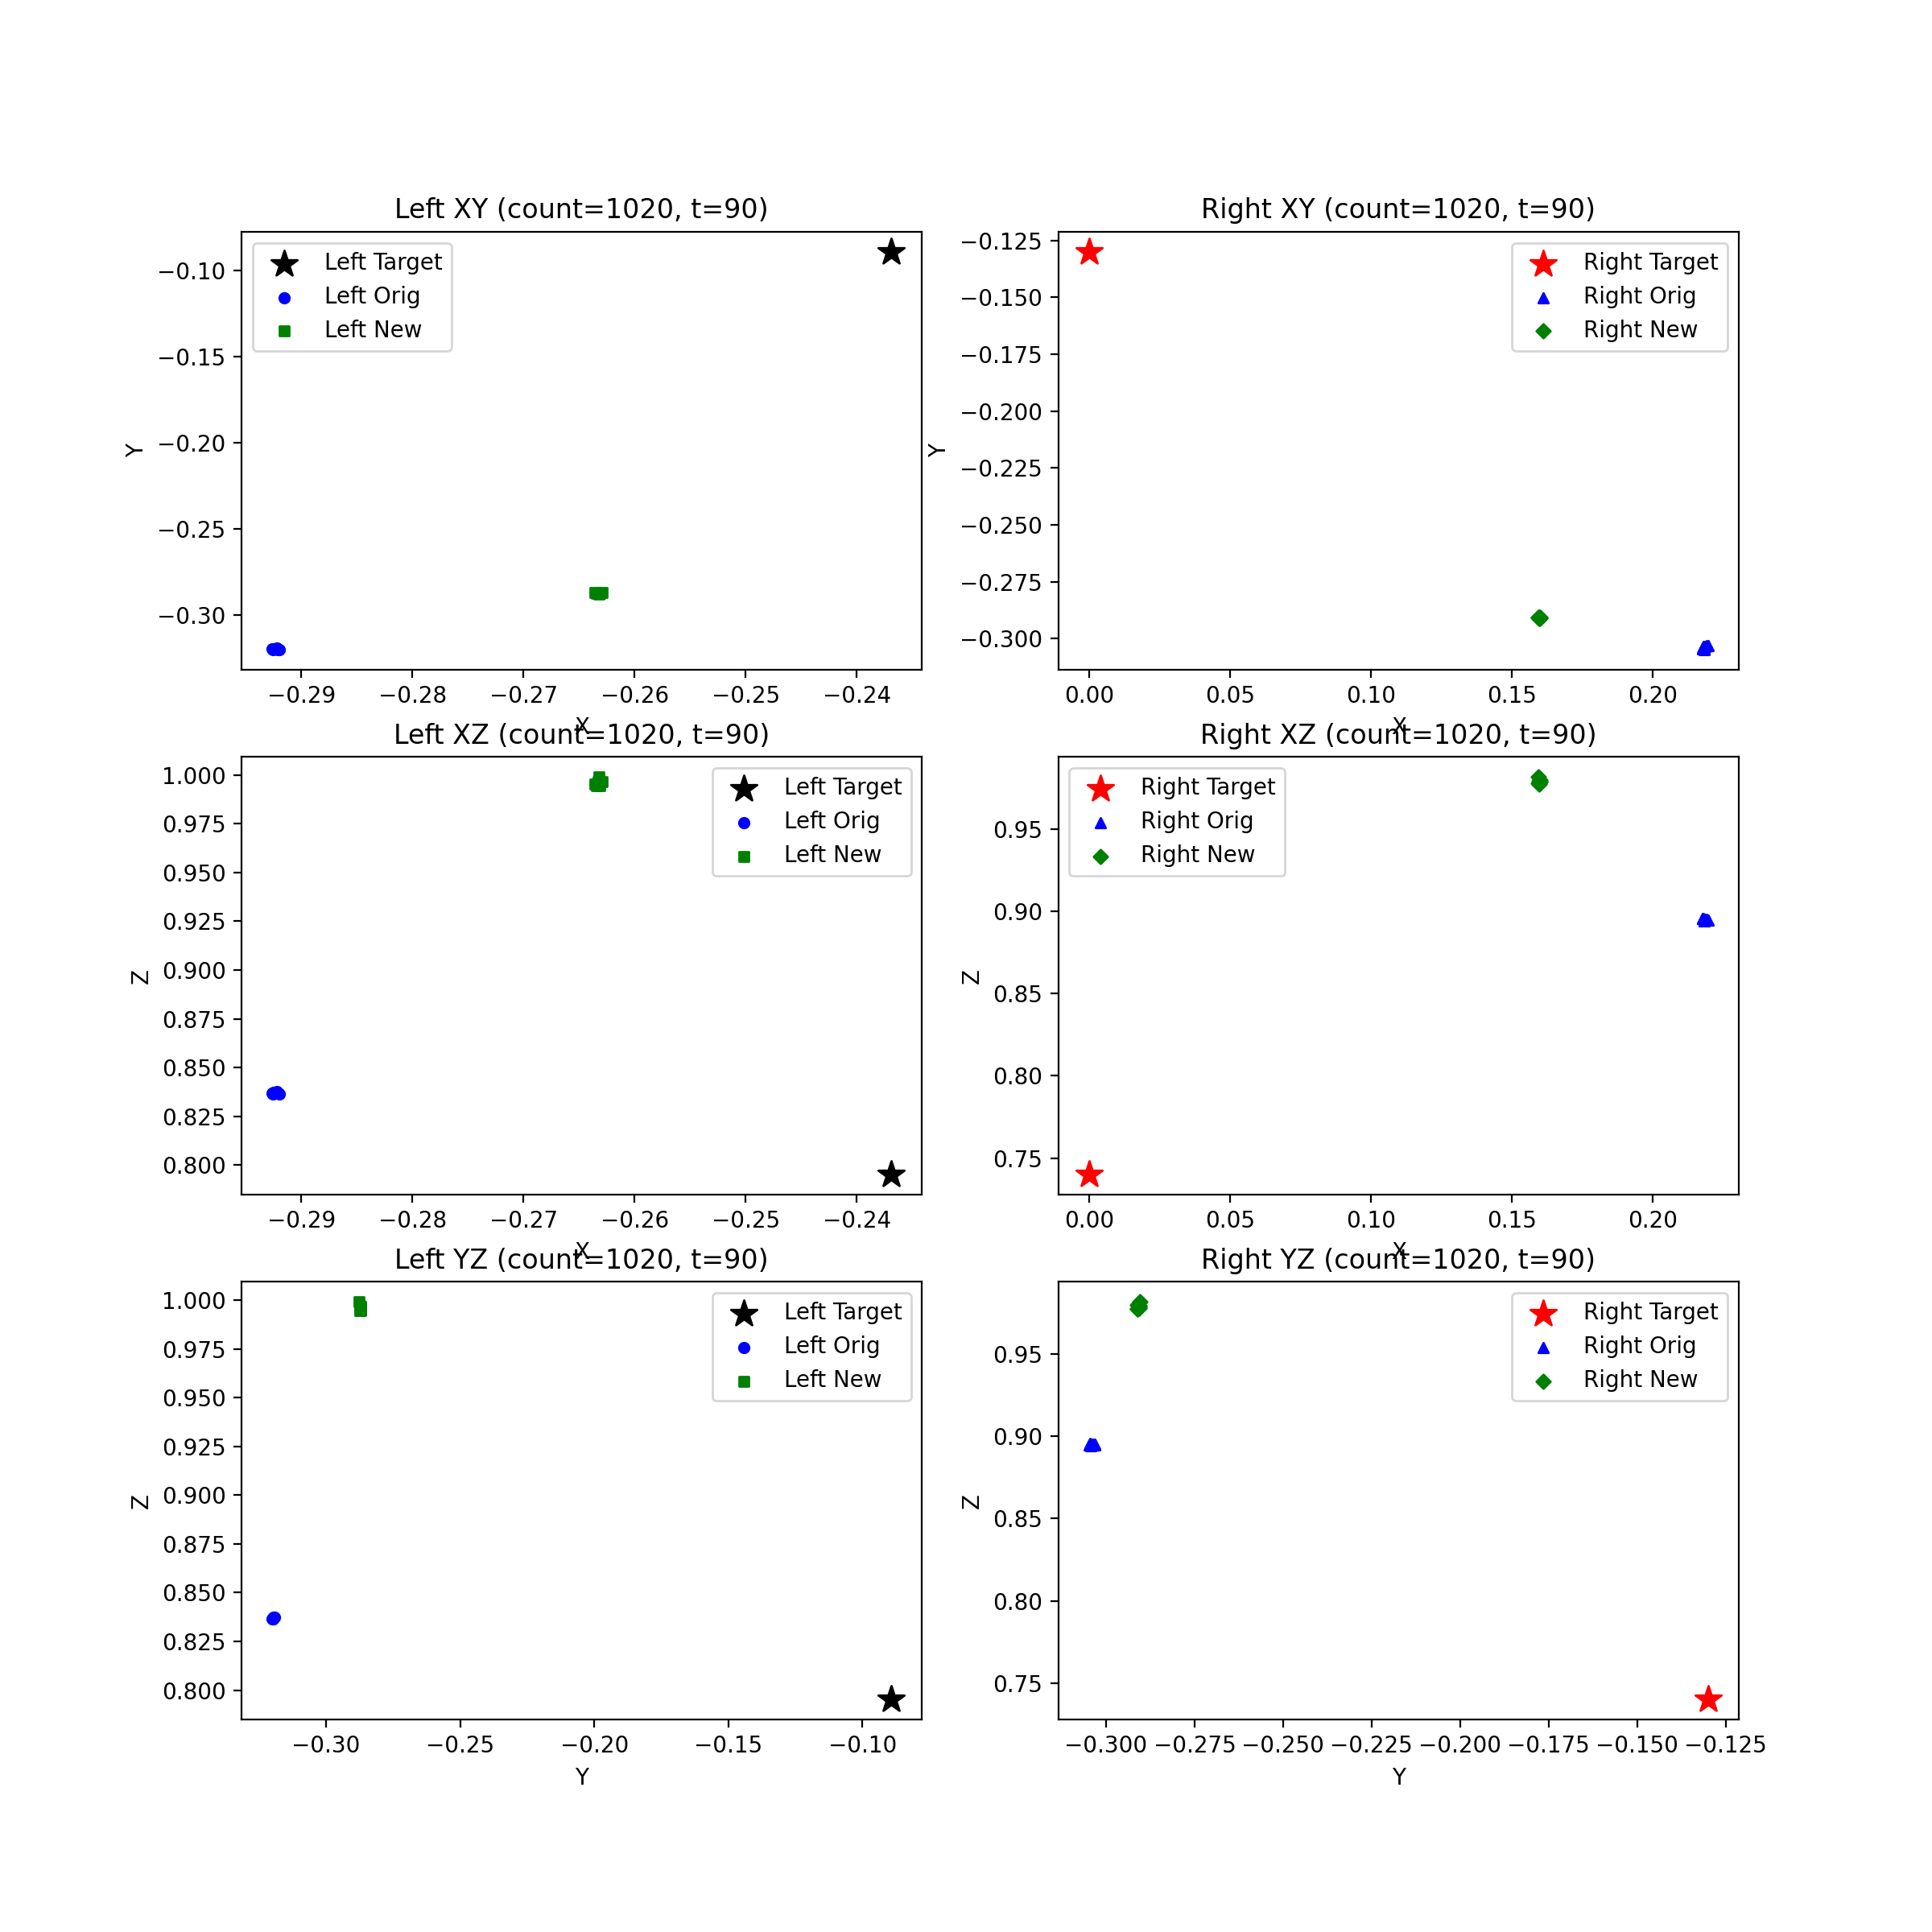 Left XY (count=1020, t=90)
Left Target
Left Orig
Left New
−0.10
−0.15
−0.20
−0.25
−0.30
Y
−0.29 −0.28 −0.27 −0.26 −0.25 −0.24
X
Right XY (count=1020, t=90)
Right Target
Right Orig
Right New
−0.125
−0.150
−0.175
−0.200
−0.225
−0.250
−0.275
−0.300
Y
0.00 0.05 0.10 0.15 0.20
X
Left XZ (count=1020, t=90)
Left Target
Left Orig
Left New
1.000
0.975
0.950
0.925
0.900
0.875
0.850
0.825
0.800
Z
−0.29 −0.28 −0.27 −0.26 −0.25 −0.24
X
Right XZ (count=1020, t=90)
Right Target
Right Orig
Right New
0.95
0.90
0.85
0.80
0.75
Z
0.00 0.05 0.10 0.15 0.20
X
Left YZ (count=1020, t=90)
Left Target
Left Orig
Left New
1.000
0.975
0.950
0.925
0.900
0.875
0.850
0.825
0.800
Z
−0.30 −0.25 −0.20 −0.15 −0.10
Y
Right YZ (count=1020, t=90)
Right Target
Right Orig
Right New
0.95
0.90
0.85
0.80
0.75
Z
−0.300 −0.275 −0.250 −0.225 −0.200 −0.175 −0.150 −0.125
Y